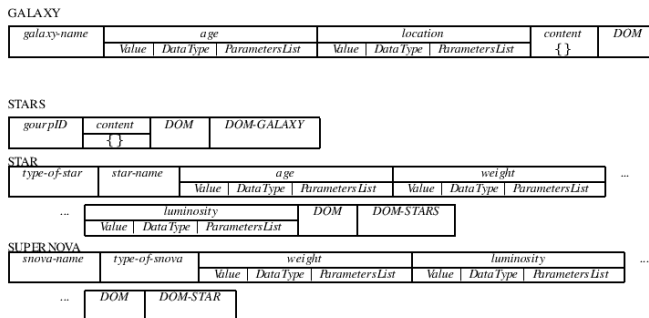 GALAXY
galaxy-name age location content DOM
Value DataType ParametersList Value DataType ParametersList { }
STARS
gourpID content DOM DOM-GALAXY
{ }
STAR
type-of-star star-name age weight ...
Value DataType ParametersList Value DataType ParametersList
... luminosity DOM DOM-STARS
Value DataType ParametersList
SUPERNOVA
snova-name type-of-snova weight luminosity ...
Value DataType ParametersList Value DataType ParametersList
... DOM DOM-STAR